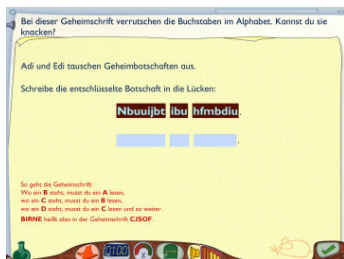 Bei dieser Geheimschrift verrutschen die Buchstaben im Alphabet. Kannst du sie
knacken?
Adi und Edi tauschen Geheimbotschaften aus.
Schreibe die entschlüsselte Botschaft in die Lücken:
Nbuuijbt ibu hfmbdiu.
.
So geht die Geheimschrift:
Wo ein B steht, musst du ein A lesen,
wo ein C steht, musst du ein B lesen,
wo ein D steht, musst du ein C lesen und so weiter.
BIRNE heißt also in der Geheimschrift CJSOF.